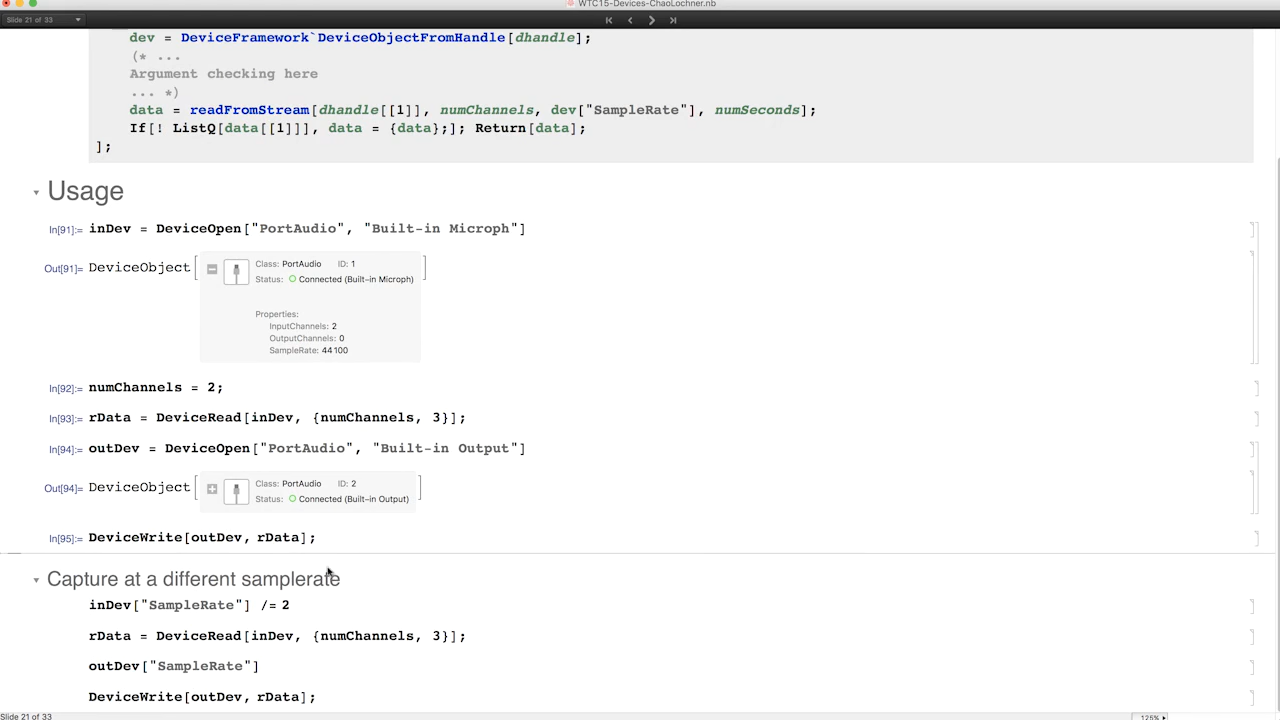 WTC15-Devices-ChaoLochner.nb
Slide 21 of 33
dev = DeviceFramework`DeviceObjectFromHandle[dhandle];
(* ...
Argument checking here
... *)
data = readFromStream[dhandle[[1]], numChannels, dev["SampleRate"], numSeconds];
If[! ListQ[data[[1]]], data = {data};]; Return[data];
];
Usage
In[91]:= inDev = DeviceOpen["PortAudio", "Built-in Microph"]
Out[91]= DeviceObject[
Class: PortAudio ID: 1
Status: Connected (Built-in Microph)
]
Properties:
InputChannels: 2
OutputChannels: 0
SampleRate: 44100
In[92]:= numChannels = 2;
In[93]:= rData = DeviceRead[inDev, {numChannels, 3}];
In[94]:= outDev = DeviceOpen["PortAudio", "Built-in Output"]
Out[94]= DeviceObject[
Class: PortAudio ID: 2
Status: Connected (Built-in Output)
]
In[95]:= DeviceWrite[outDev, rData];
Capture at a different samplerate
inDev["SampleRate"] /= 2
rData = DeviceRead[inDev, {numChannels, 3}];
outDev["SampleRate"]
DeviceWrite[outDev, rData];
Slide 21 of 33
125%